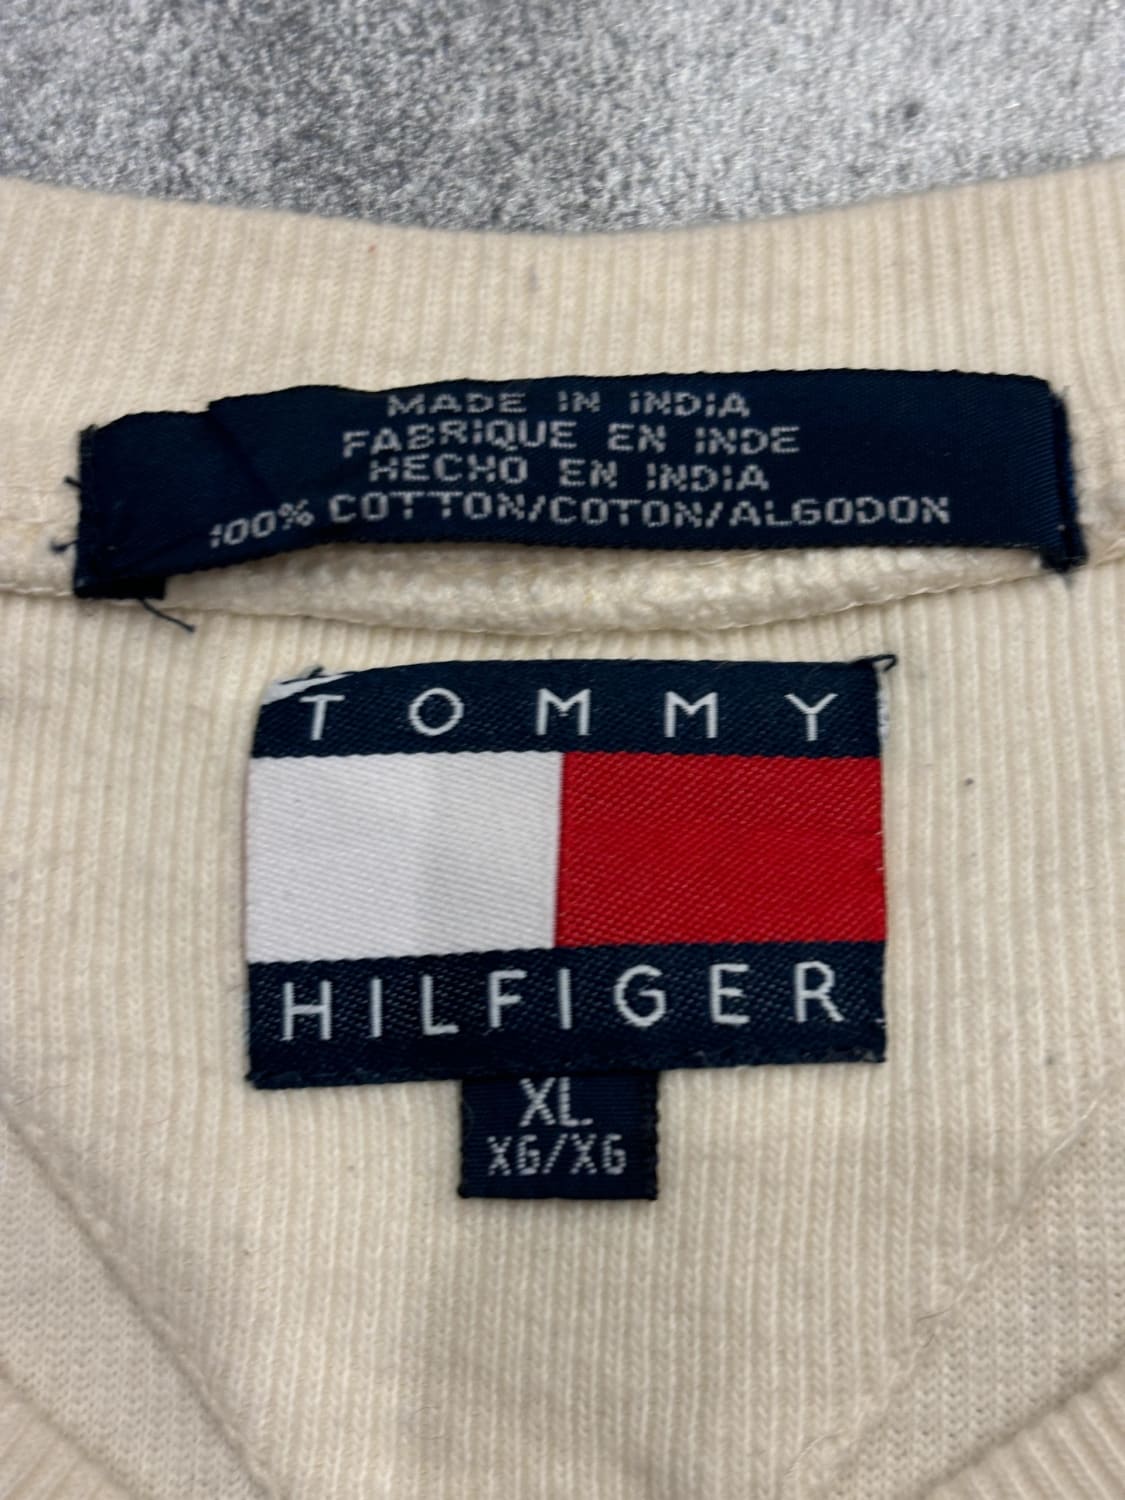 MADE IN INDIA
FABRIQUE EN INDE
HECHO EN INDIA
100% COTTON/COTON/ALGODON
TOMMY
HILFIGER
XL
XG/XG